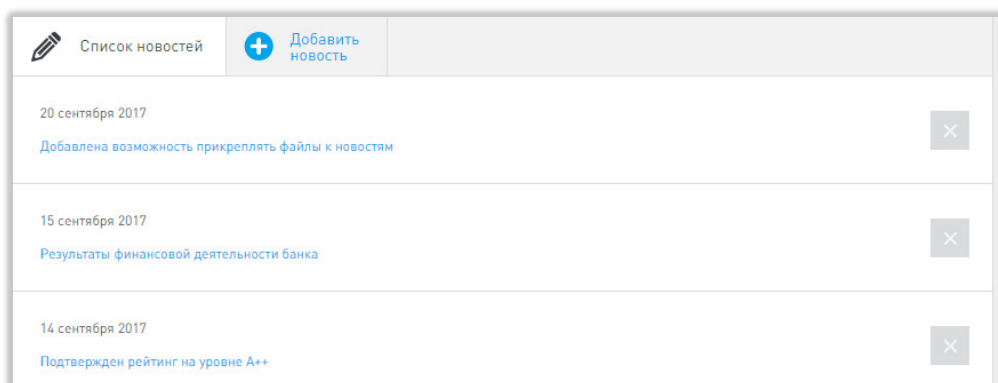 Список новостей
Добавить
новость
20 сентября 2017
Добавлена возможность прикреплять файлы к новостям
15 сентября 2017
Результаты финансовой деятельности банка
14 сентября 2017
Подтвержден рейтинг на уровне А++